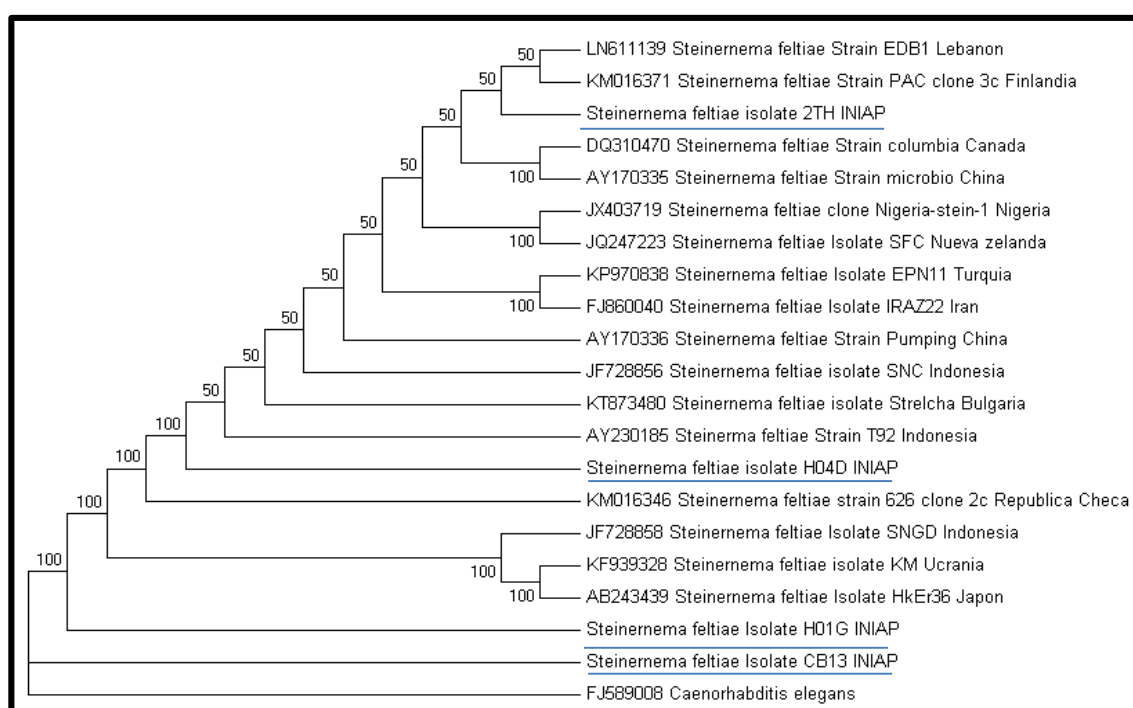 LN611139 Steinernema feltiae Strain EDB1 Lebanon
50
KM016371 Steinernema feltiae Strain PAC clone 3c Finlandia
50
Steinernema feltiae isolate 2TH INIAP
50
DQ310470 Steinernema feltiae Strain columbia Canada
100
AY170335 Steinernema feltiae Strain microbio China
50
JX403719 Steinernema feltiae clone Nigeria-stein-1 Nigeria
50
100
JQ247223 Steinernema feltiae Isolate SFC Nueva zelanda
50
KP970838 Steinernema feltiae Isolate EPN11 Turquia
100
FJ860040 Steinernema feltiae Isolate IRAZ22 Iran
50
AY170336 Steinernema feltiae Strain Pumping China
50
JF728856 Steinernema feltiae isolate SNC Indonesia
50
KT873480 Steinernema feltiae isolate Strelcha Bulgaria
100
AY230185 Steinerma feltiae Strain T92 Indonesia
Steinernema feltiae isolate H04D INIAP
100
KM016346 Steinernema feltiae strain 626 clone 2c Republica Checa
JF728858 Steinernema feltiae Isolate SNGD Indonesia
100
100
KF939328 Steinernema feltiae isolate KM Ucrania
100
AB243439 Steinernema feltiae Isolate HkEr36 Japon
Steinernema feltiae Isolate H01G INIAP
Steinernema feltiae Isolate CB13 INIAP
FJ589008 Caenorhabditis elegans